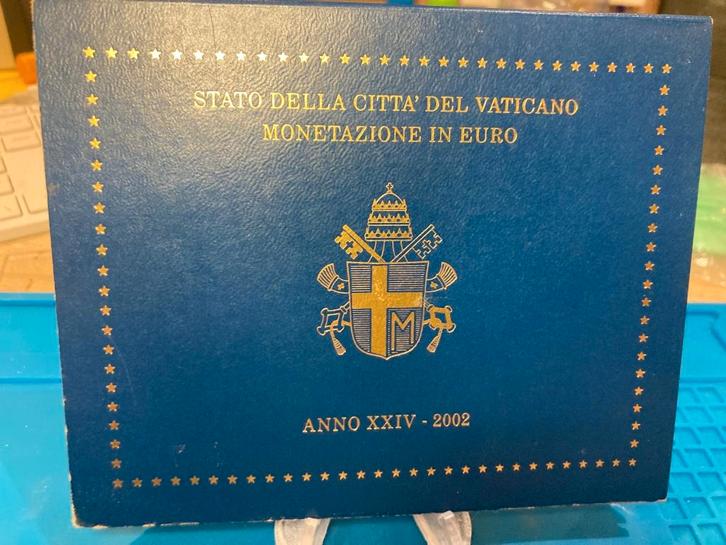 STATO DELLA CITTA' DEL VATICANO
MONETAZIONE IN EURO
M
ANNO XXIV - 2002